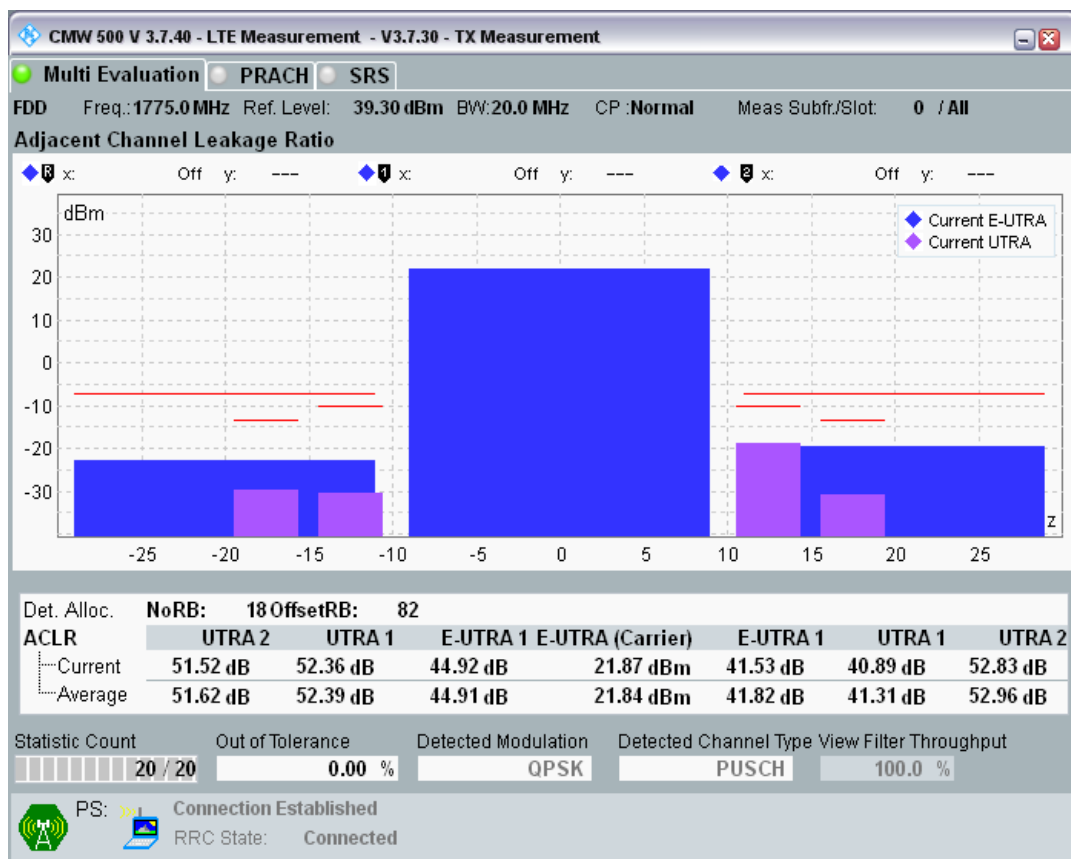 CMW 500 V 3.7.40 - LTE Measurement - V3.7.30 - TX Measurement
Multi Evaluation PRACH SRS
FDD Freq.: 1775.0 MHz Ref. Level: 39.30 dBm BW: 20.0 MHz CP : Normal Meas Subfr./Slot: 0 / All
Adjacent Channel Leakage Ratio
R x: Off y: --- 1 x: Off y: --- 2 x: Off y: ---
dBm
Current E-UTRA
Current UTRA
30
20
10
0
-10
-20
-30
z
-25 -20 -15 -10 -5 0 5 10 15 20 25
Det. Alloc. NoRB: 18 OffsetRB: 82
ACLR UTRA 2 UTRA 1 E-UTRA 1 E-UTRA (Carrier) E-UTRA 1 UTRA 1 UTRA 2
Current 51.52 dB 52.36 dB 44.92 dB 21.87 dBm 41.53 dB 40.89 dB 52.83 dB
Average 51.62 dB 52.39 dB 44.91 dB 21.84 dBm 41.82 dB 41.31 dB 52.96 dB
Statistic Count Out of Tolerance Detected Modulation Detected Channel Type View Filter Throughput
20 / 20 0.00 % QPSK PUSCH 100.0 %
PS: Connection Established
RRC State: Connected